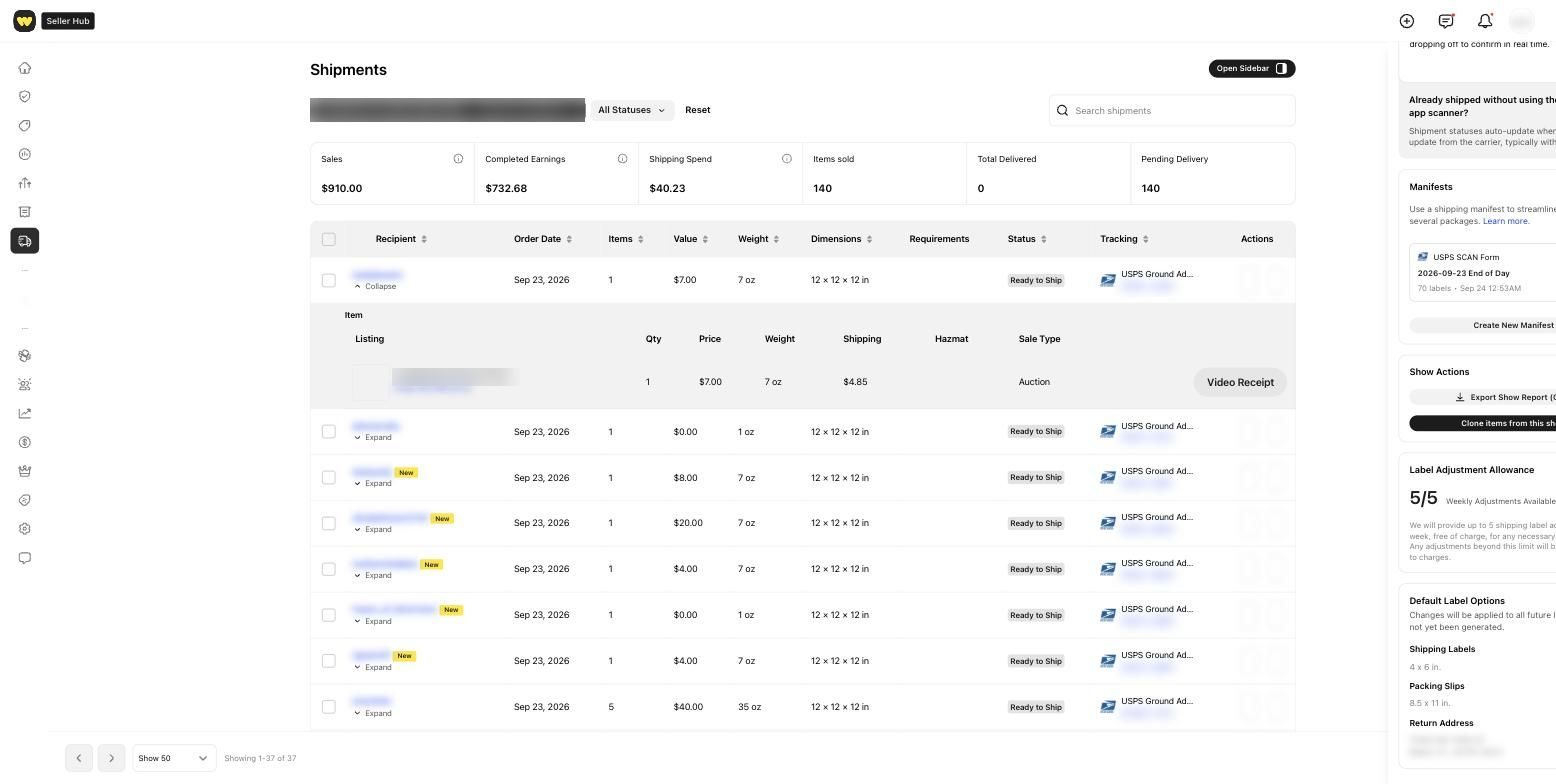 Seller Hub
Shipments
Open Sidebar
All Statuses
Reset
Search shipments
Sales
$910.00
Completed Earnings
$732.68
Shipping Spend
$40.23
Items sold
140
Total Delivered
0
Pending Delivery
140
Recipient Order Date Items Value Weight Dimensions Requirements Status Tracking Actions
Sep 23, 2026 1 $7.00 7 oz 12 × 12 × 12 in Ready to Ship USPS Ground Ad...
Collapse
Item
Listing Qty Price Weight Shipping Hazmat Sale Type
1 $7.00 7 oz $4.85 Auction Video Receipt
Sep 23, 2026 1 $0.00 1 oz 12 × 12 × 12 in Ready to Ship USPS Ground Ad...
Expand
New Sep 23, 2026 1 $8.00 7 oz 12 × 12 × 12 in Ready to Ship USPS Ground Ad...
Expand
New Sep 23, 2026 1 $20.00 7 oz 12 × 12 × 12 in Ready to Ship USPS Ground Ad...
Expand
New Sep 23, 2026 1 $4.00 7 oz 12 × 12 × 12 in Ready to Ship USPS Ground Ad...
Expand
New Sep 23, 2026 1 $0.00 1 oz 12 × 12 × 12 in Ready to Ship USPS Ground Ad...
Expand
New Sep 23, 2026 1 $4.00 7 oz 12 × 12 × 12 in Ready to Ship USPS Ground Ad...
Expand
Sep 23, 2026 5 $40.00 35 oz 12 × 12 × 12 in Ready to Ship USPS Ground Ad...
Expand
Show 50
Showing 1-37 of 37
dropping off to confirm in real time.
Already shipped without using the
app scanner?
Shipment statuses auto-update when
update from the carrier, typically with
Manifests
Use a shipping manifest to streamline
several packages. Learn more.
USPS SCAN Form
2026-09-23 End of Day
70 labels • Sep 24 12:53AM
Create New Manifest
Show Actions
Export Show Report (C
Clone items from this sh
Label Adjustment Allowance
5/5 Weekly Adjustments Available
We will provide up to 5 shipping label a
week, free of charge, for any necessary
Any adjustments beyond this limit will b
to charges.
Default Label Options
Changes will be applied to all future l
not yet been generated.
Shipping Labels
4 x 6 in.
Packing Slips
8.5 x 11 in.
Return Address